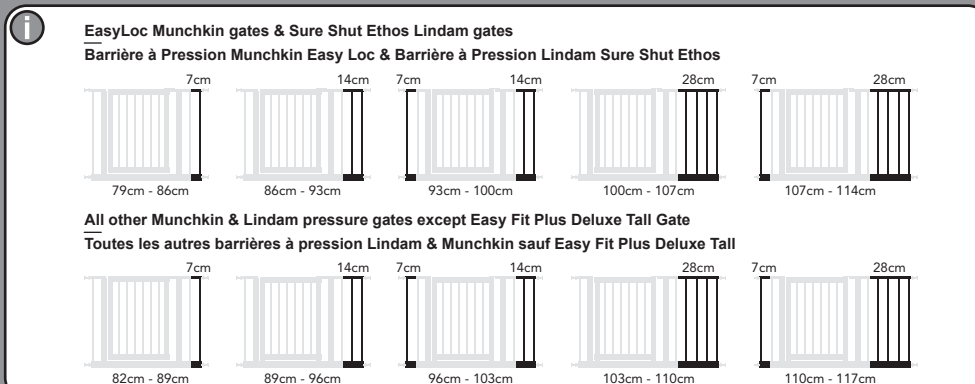 i
EasyLoc Munchkin gates & Sure Shut Ethos Lindam gates
Barrière à Pression Munchkin Easy Loc & Barrière à Pression Lindam Sure Shut Ethos
7cm 14cm 7cm 14cm 28cm 7cm 28cm
79cm - 86cm 86cm - 93cm 93cm - 100cm 100cm - 107cm 107cm - 114cm
All other Munchkin & Lindam pressure gates except Easy Fit Plus Deluxe Tall Gate
Toutes les autres barrières à pression Lindam & Munchkin sauf Easy Fit Plus Deluxe Tall
7cm 14cm 7cm 14cm 28cm 7cm 28cm
82cm - 89cm 89cm - 96cm 96cm - 103cm 103cm - 110cm 110cm - 117cm